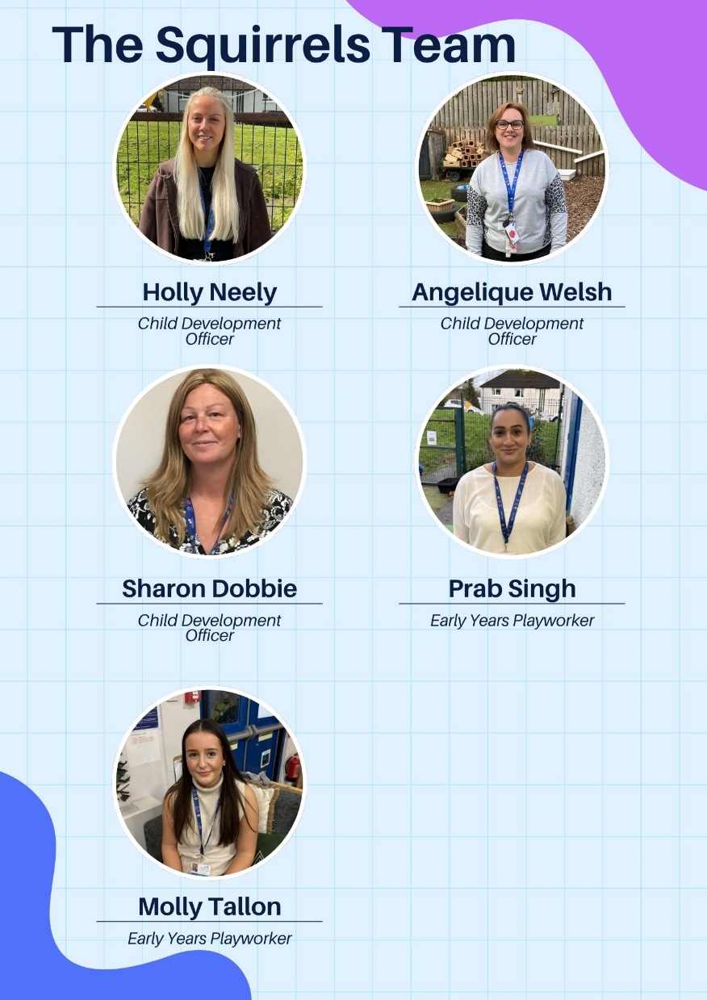 The Squirrels Team
Holly Neely
Child Development
Officer
Angelique Welsh
Child Development
Officer
Sharon Dobbie
Child Development
Officer
Prab Singh
Early Years Playworker
Molly Tallon
Early Years Playworker